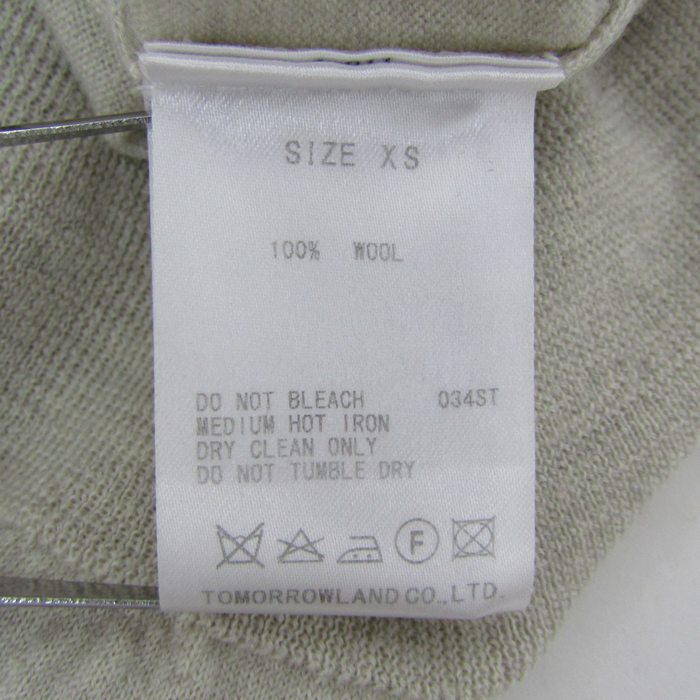 SIZE XS
100% WOOL
DO NOT BLEACH 034ST
MEDIUM HOT IRON
DRY CLEAN ONLY
DO NOT TUMBLE DRY
F
TOMORROWLAND CO., LTD.